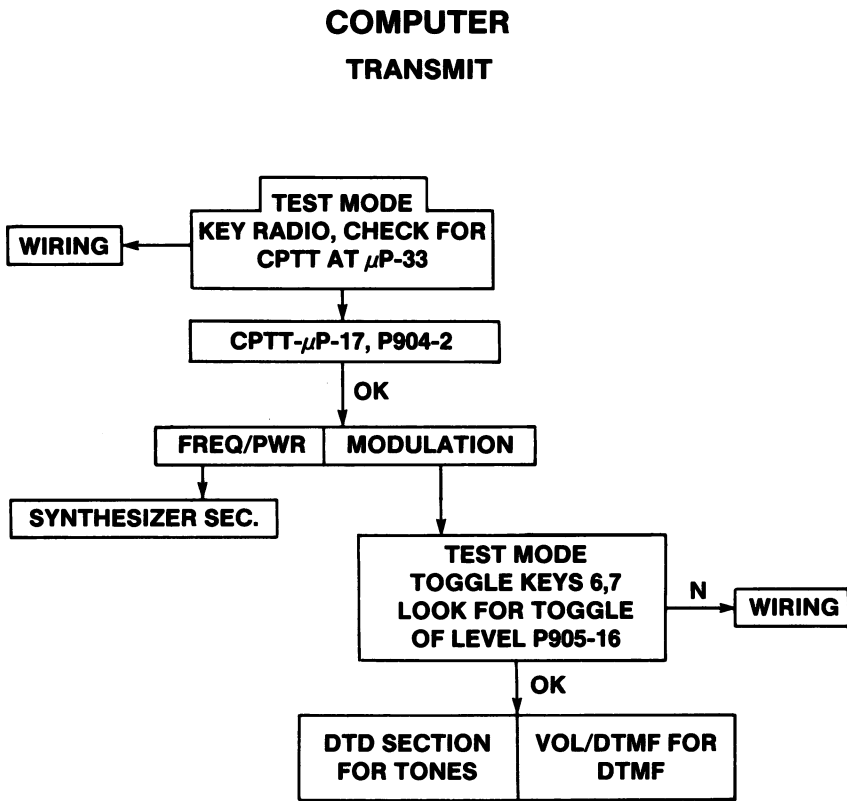 COMPUTER
TRANSMIT
TEST MODE
KEY RADIO, CHECK FOR
CPTT AT μP-33
WIRING
CPTT-μP-17, P904-2
OK
FREQ/PWR
MODULATION
SYNTHESIZER SEC.
TEST MODE
TOGGLE KEYS 6,7
LOOK FOR TOGGLE
OF LEVEL P905-16
N
WIRING
OK
DTD SECTION
FOR TONES
VOL/DTMF FOR
DTMF